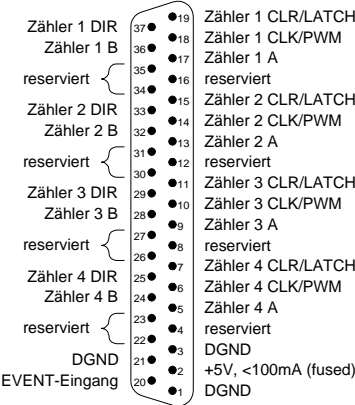 19 Zähler 1 CLR/LATCH
Zähler 1 DIR 37
18 Zähler 1 CLK/PWM
Zähler 1 B 36
17 Zähler 1 A
35
reserviert
16 reserviert
34
15 Zähler 2 CLR/LATCH
Zähler 2 DIR 33
14 Zähler 2 CLK/PWM
Zähler 2 B 32
13 Zähler 2 A
31
reserviert
12 reserviert
30
11 Zähler 3 CLR/LATCH
Zähler 3 DIR 29
10 Zähler 3 CLK/PWM
Zähler 3 B 28
9 Zähler 3 A
27
reserviert
8 reserviert
26
7 Zähler 4 CLR/LATCH
Zähler 4 DIR 25
6 Zähler 4 CLK/PWM
Zähler 4 B 24
5 Zähler 4 A
23
reserviert
4 reserviert
22
3 DGND
DGND 21
2 +5V, <100mA (fused)
EVENT-Eingang 20
1 DGND